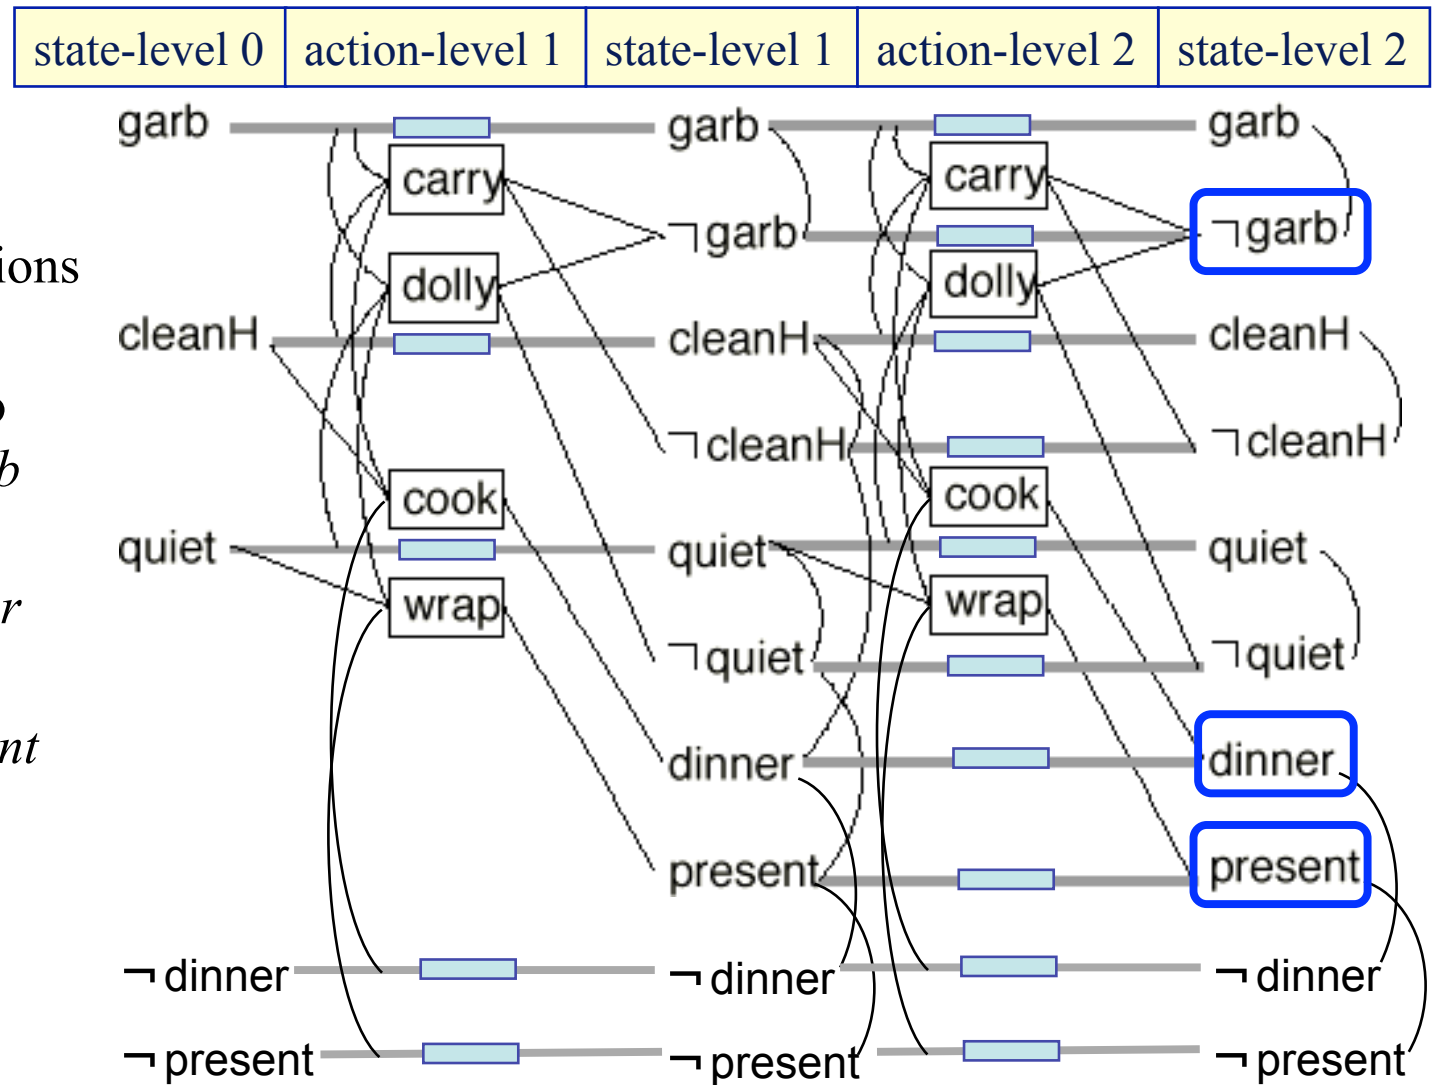 state-level 0 action-level 1 state-level 1 action-level 2 state-level 2
garb garb garb
carry carry
¬garb ¬garb
ions
dolly dolly
cleanH cleanH cleanH
b
¬cleanH ¬cleanH
cook cook
quiet quiet quiet
wrap wrap
r
¬quiet ¬quiet
nt
dinner dinner
present present
¬ dinner ¬ dinner ¬ dinner
¬ present ¬ present ¬ present